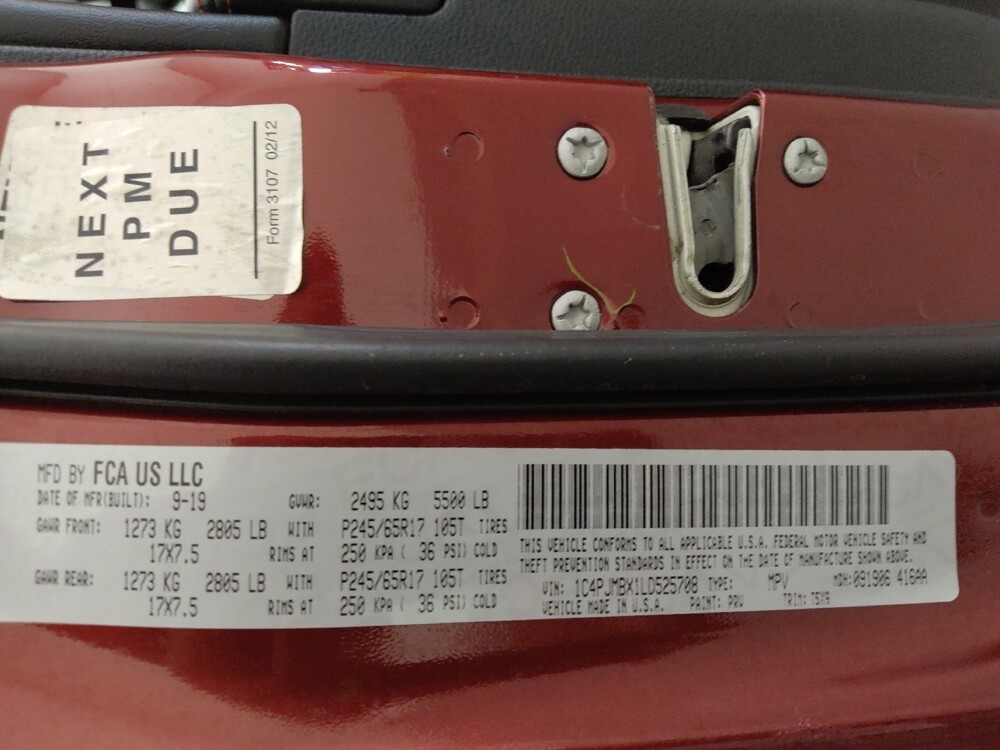 NEXT
PM
DUE
Form 3107 02/12
MFD BY FCA US LLC
DATE OF MFR(BUILT): 9-19 GVWR: 2495 KG 5500 LB
GAWR FRONT: 1273 KG 2805 LB WITH P245/65R17 105T TIRES
17X7.5 RIMS AT 250 KPA ( 36 PSI) COLD
GAWR REAR: 1273 KG 2805 LB WITH P245/65R17 105T TIRES
17X7.5 RIMS AT 250 KPA ( 36 PSI) COLD
THIS VEHICLE CONFORMS TO ALL APPLICABLE U.S.A. FEDERAL MOTOR VEHICLE SAFETY AND
THEFT PREVENTION STANDARDS IN EFFECT ON THE DATE OF MANUFACTURE SHOWN ABOVE.
VIN: 1C4PJMBX1LD525708 TYPE: MPV MDH: 091906 416AA
VEHICLE MADE IN U.S.A. PAINT: PRV TRIM: T5X9